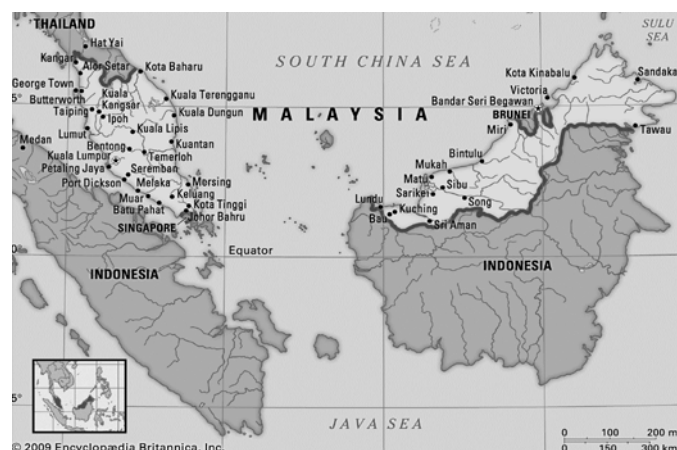 THAILAND
SULU
SEA
Hat Yai
SOUTH CHINA SEA
Kangar
Alor Setar
Kota Baharu
Kota Kinabalu
Sandaka
George Town
Victoria
Butterworth
Kuala
Kangsar
Kuala Terengganu
Bandar Seri Begawan
5°
Taiping
Ipoh
Kuala Dungun
MALAYSIA
BRUNEI
Miri
Tawau
Medan
Lumut
Kuala Lipis
Bentong
Kuantan
Temerloh
Bintulu
Kuala Lumpur
Petaling Jaya
Seremban
Mukah
Matu
Port Dickson
Melaka
Mersing
Sibu
Sarikei
Muar
Keluang
Lundu
Song
Batu Pahat
Kota Tinggi
Kuching
Johor Bahru
Bau
SINGAPORE
Sri Aman
0°
Equator
INDONESIA
INDONESIA
5°
JAVA SEA
0 100 200 m
0 150 300 km
© 2009 Encyclopædia Britannica, Inc.